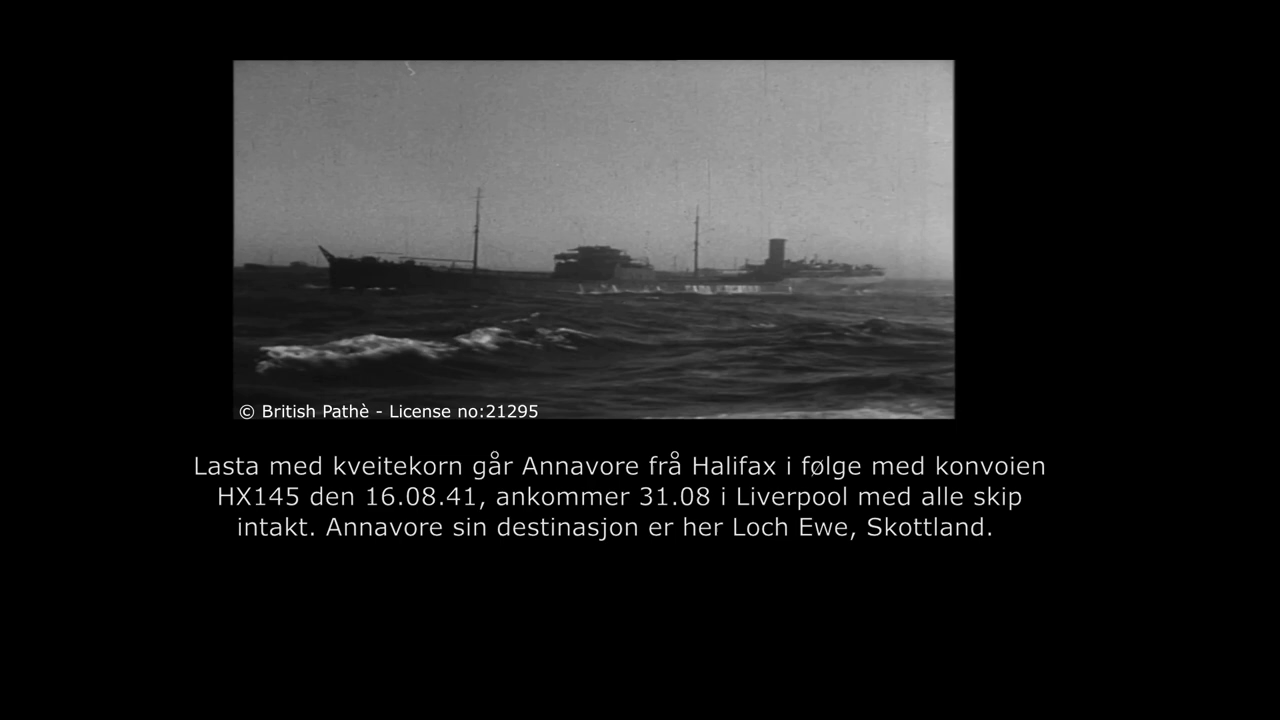 © British Pathè - License no:21295
Lasta med kveitekorn går Annavore frå Halifax i følge med konvoien
HX145 den 16.08.41, ankommer 31.08 i Liverpool med alle skip
intakt. Annavore sin destinasjon er her Loch Ewe, Skottland.